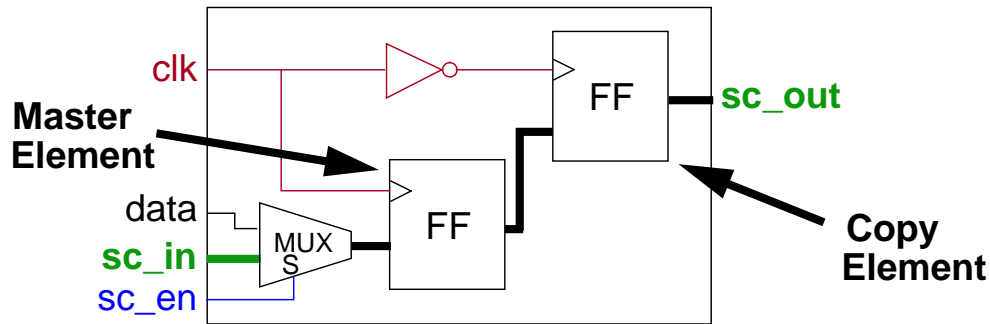 clk
FF
sc_out
Master
Element
data
FF
MUX
S
sc_in
sc_en
Copy
Element